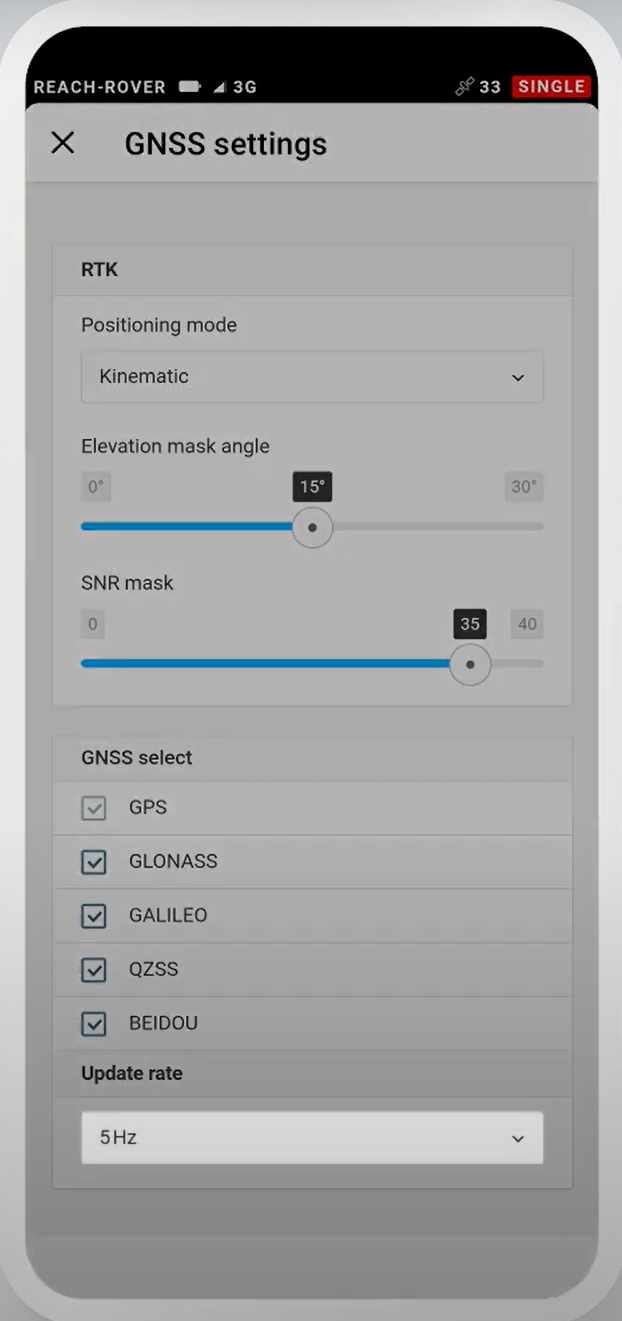 REACH-ROVER 3G 33 SINGLE
GNSS settings
RTK
Positioning mode
Kinematic
Elevation mask angle
0° 15° 30°
SNR mask
0 35 40
GNSS select
GPS
GLONASS
GALILEO
QZSS
BEIDOU
Update rate
5 Hz